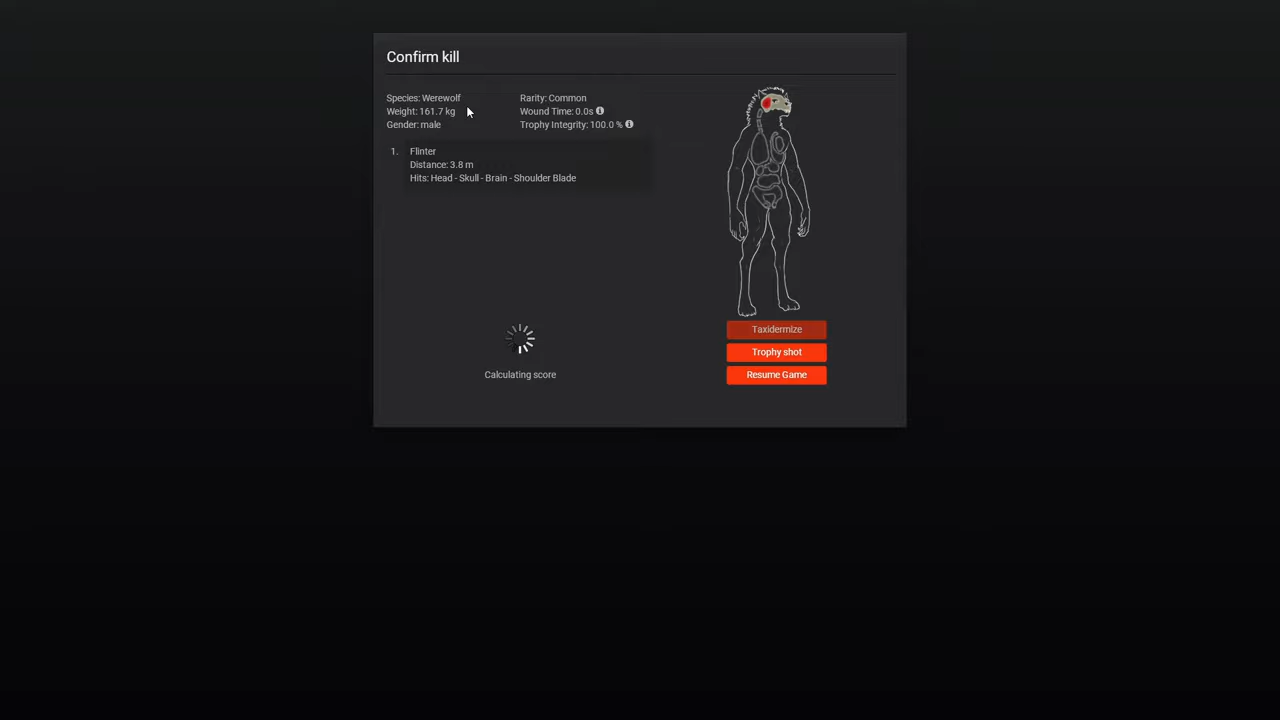 Confirm kill
Species: Werewolf
Weight: 161.7 kg
Gender: male
Rarity: Common
Wound Time: 0.0s
Trophy Integrity: 100.0 %
1. Flinter
Distance: 3.8 m
Hits: Head - Skull - Brain - Shoulder Blade
Calculating score
Taxidermize
Trophy shot
Resume Game